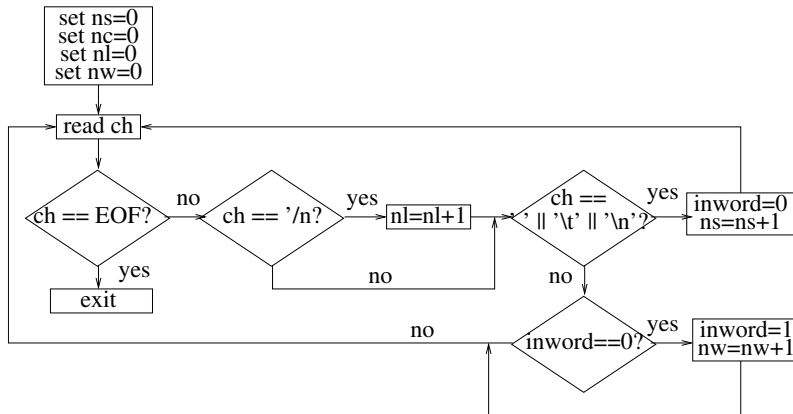 set ns=0
set nc=0
set nl=0
set nw=0
read ch
ch == EOF?
no
ch == '/n?
yes
nl=nl+1
ch ==
' ' || '\t' || '\n'?
yes
inword=0
ns=ns+1
yes
no
no
exit
no
inword==0?
yes
inword=1
nw=nw+1